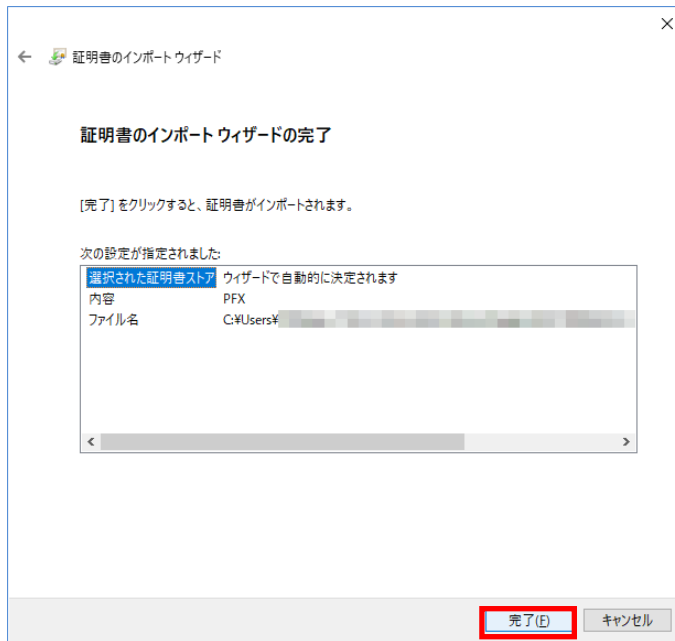 証明書のインポート ウィザード
証明書のインポート ウィザードの完了
[完了] をクリックすると、証明書がインポートされます。
次の設定が指定されました:
選択された証明書ストア ウィザードで自動的に決定されます
内容 PFX
ファイル名 C:¥Users¥
完了(F) キャンセル